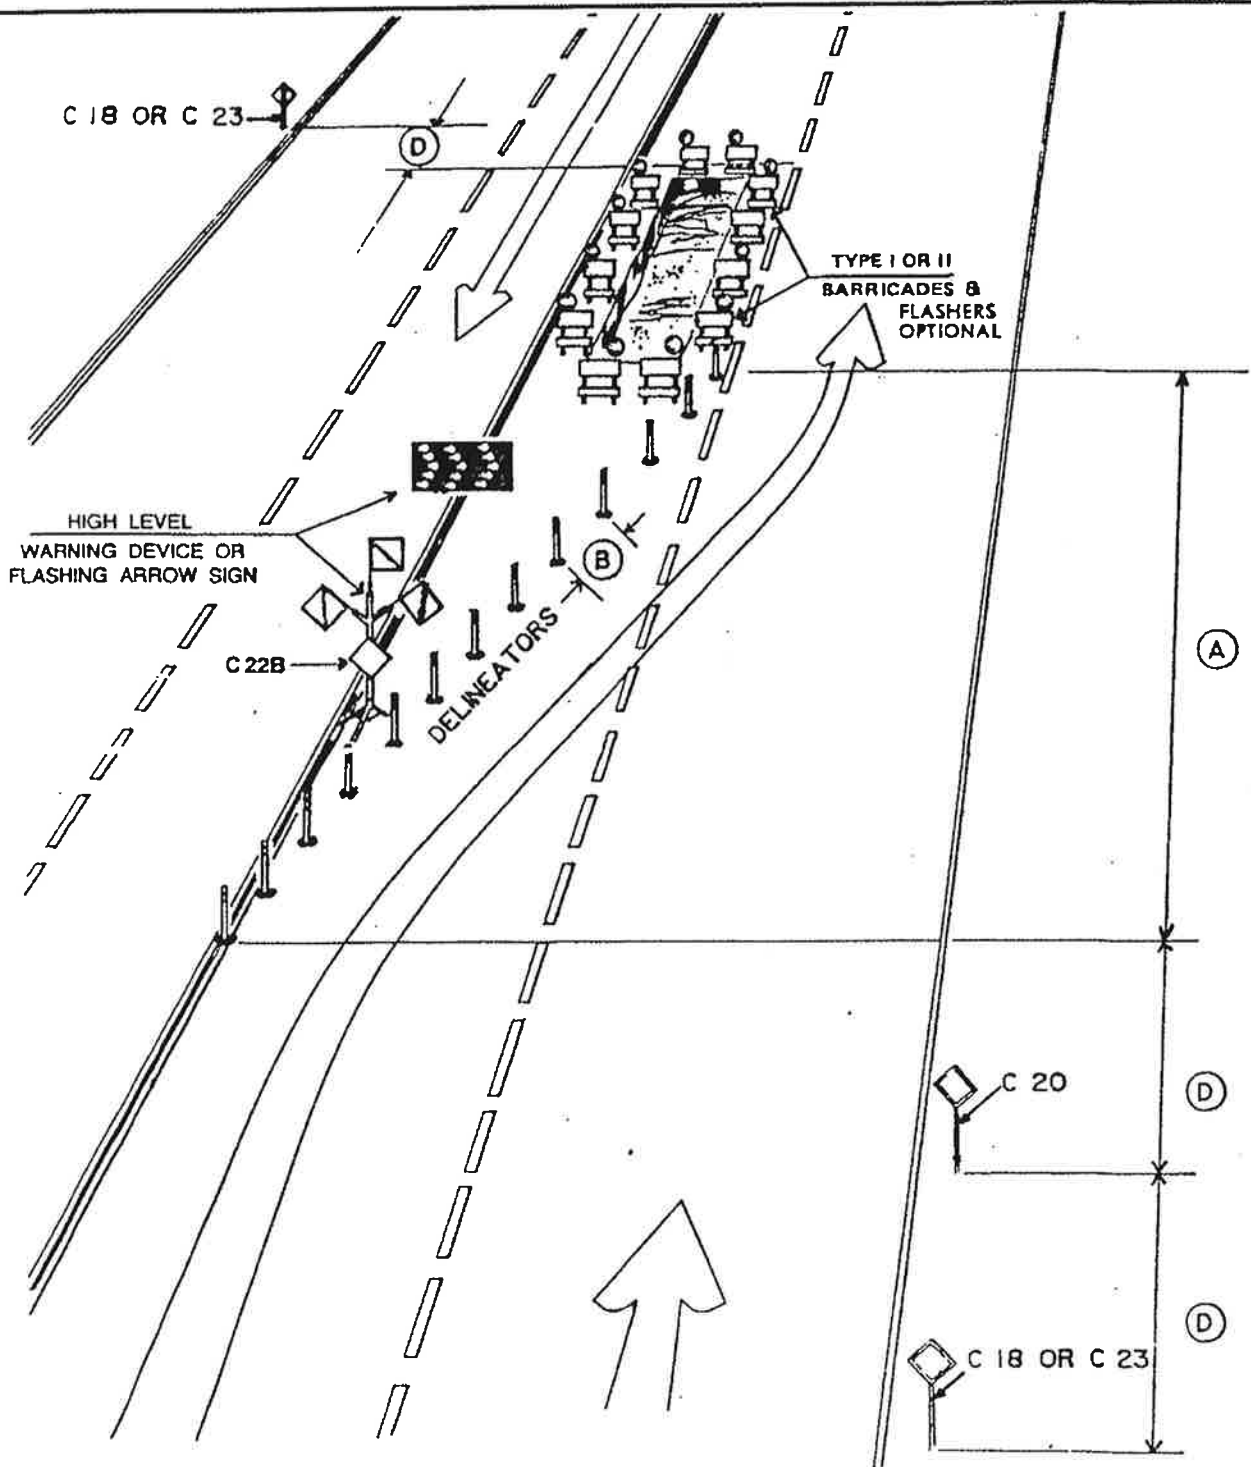 C 18 OR C 23
D
TYPE I OR II
BARRICADES &
FLASHERS
OPTIONAL
HIGH LEVEL
WARNING DEVICE OR
FLASHING ARROW SIGN
B
DELINEATORS
C 22B
A
C 20
D
D
C 18 OR C 23